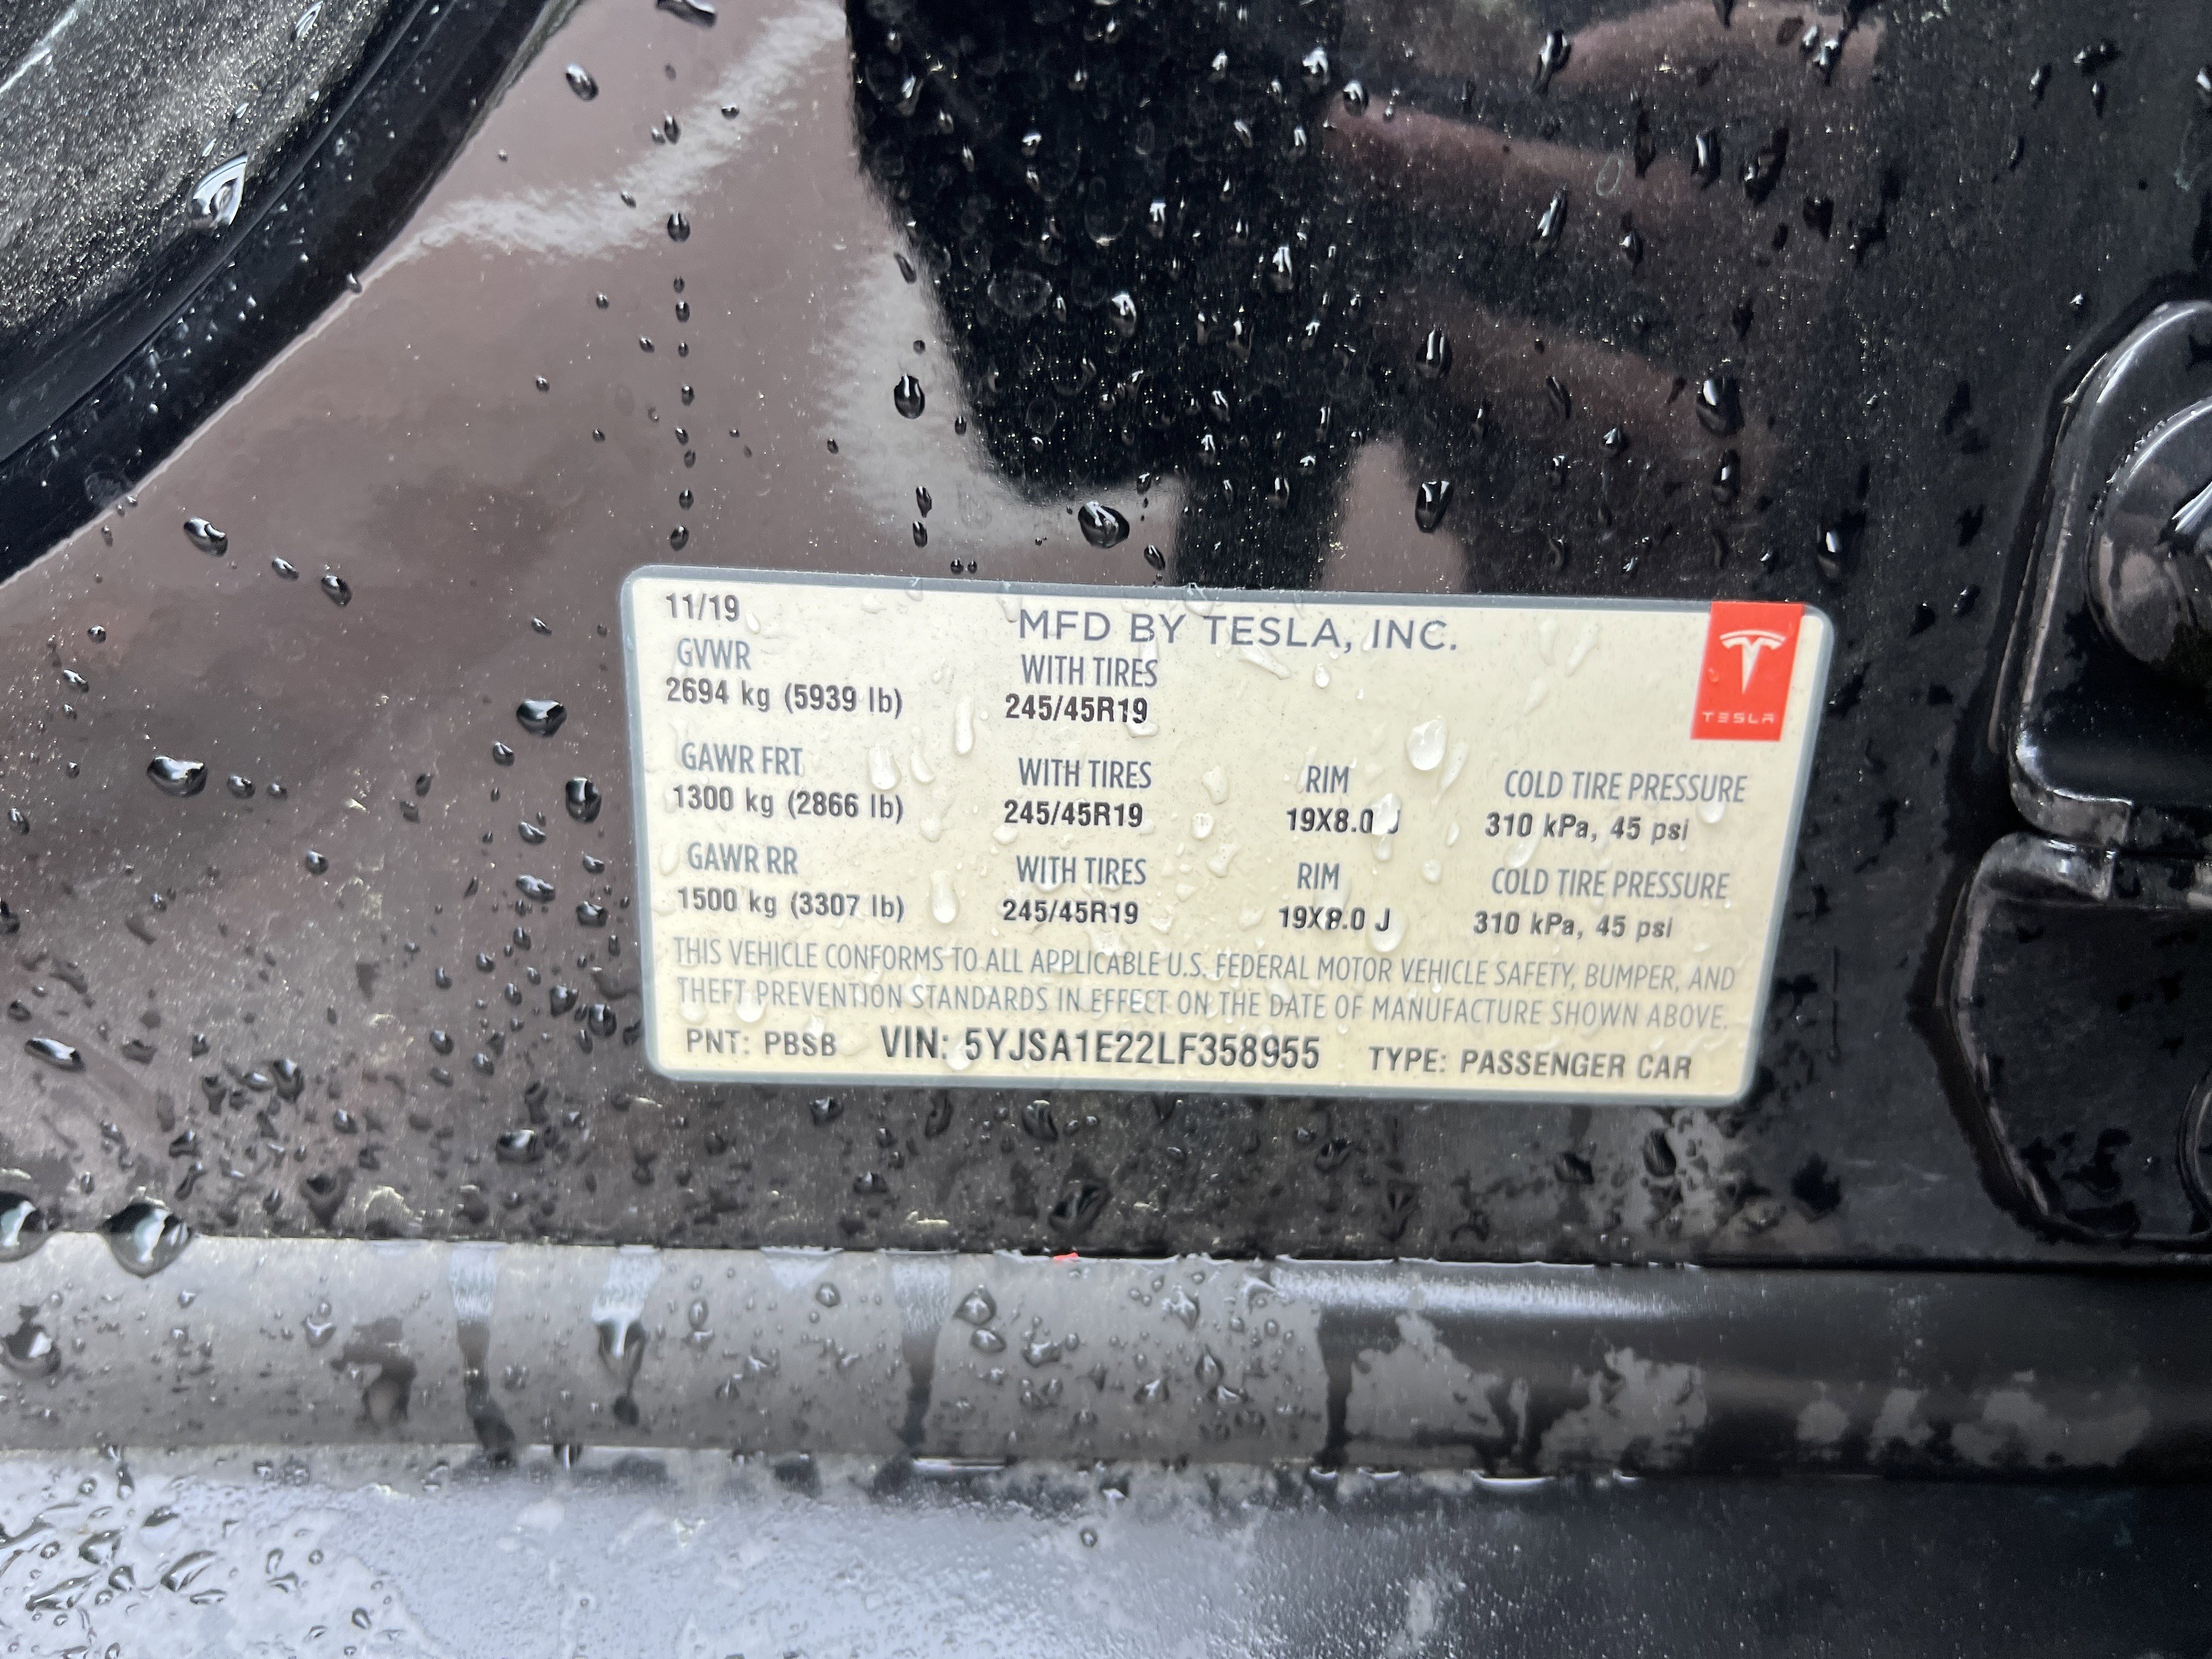 11/19 MFD BY TESLA, INC.
GVWR WITH TIRES
2694 kg (5939 lb) 245/45R19
TESLA
GAWR FRT WITH TIRES RIM COLD TIRE PRESSURE
1300 kg (2866 lb) 245/45R19 19X8.0 J 310 kPa, 45 psi
GAWR RR WITH TIRES RIM COLD TIRE PRESSURE
1500 kg (3307 lb) 245/45R19 19X8.0 J 310 kPa, 45 psi
THIS VEHICLE CONFORMS TO ALL APPLICABLE U.S. FEDERAL MOTOR VEHICLE SAFETY, BUMPER, AND
THEFT PREVENTION STANDARDS IN EFFECT ON THE DATE OF MANUFACTURE SHOWN ABOVE.
PNT: PBSB VIN: 5YJSA1E22LF358955 TYPE: PASSENGER CAR